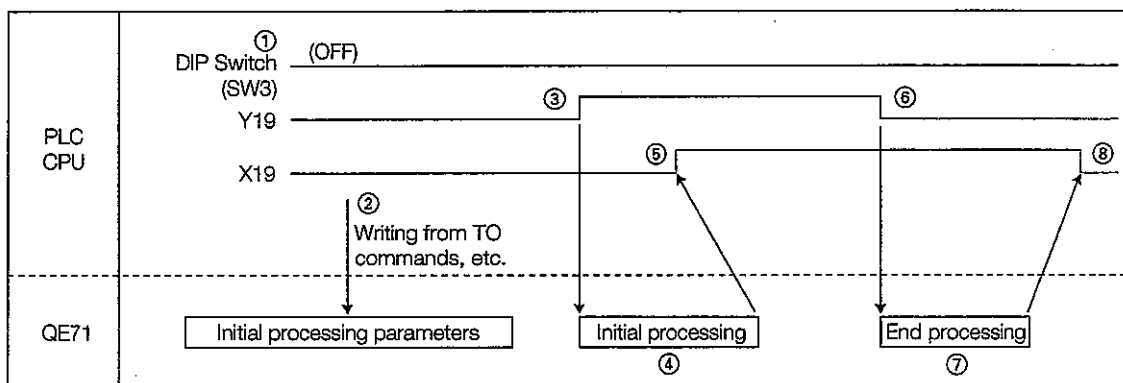 ①
DIP Switch (OFF)
(SW3)
③ ⑥
Y19
PLC
CPU
⑤ ⑧
X19
②
Writing from TO
commands, etc.
QE71 Initial processing parameters Initial processing End processing
④ ⑦